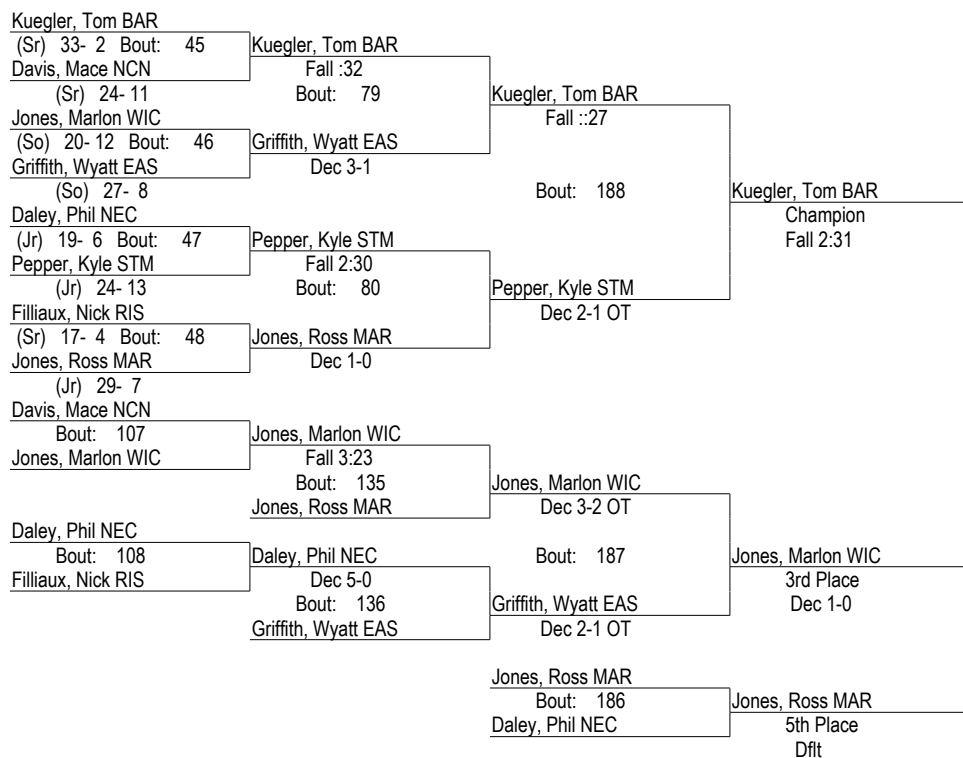 Kuegler, Tom BAR
(Sr) 33- 2 Bout: 45
Davis, Mace NCN
(Sr) 24- 11
Jones, Marlon WIC
(So) 20- 12 Bout: 46
Griffith, Wyatt EAS
(So) 27- 8
Daley, Phil NEC
(Jr) 19- 6 Bout: 47
Pepper, Kyle STM
(Jr) 24- 13
Filliaux, Nick RIS
(Sr) 17- 4 Bout: 48
Jones, Ross MAR
(Jr) 29- 7
Kuegler, Tom BAR
Fall :32
Bout: 79
Griffith, Wyatt EAS
Dec 3-1
Pepper, Kyle STM
Fall 2:30
Bout: 80
Jones, Ross MAR
Dec 1-0
Kuegler, Tom BAR
Fall ::27
Bout: 188
Pepper, Kyle STM
Dec 2-1 OT
Kuegler, Tom BAR
Champion
Fall 2:31
Davis, Mace NCN
Bout: 107
Jones, Marlon WIC
Daley, Phil NEC
Bout: 108
Filliaux, Nick RIS
Jones, Marlon WIC
Fall 3:23
Bout: 135
Jones, Ross MAR
Daley, Phil NEC
Dec 5-0
Bout: 136
Griffith, Wyatt EAS
Jones, Marlon WIC
Dec 3-2 OT
Bout: 187
Griffith, Wyatt EAS
Dec 2-1 OT
Jones, Marlon WIC
3rd Place
Dec 1-0
Jones, Ross MAR
Bout: 186
Daley, Phil NEC
Jones, Ross MAR
5th Place
Dflt